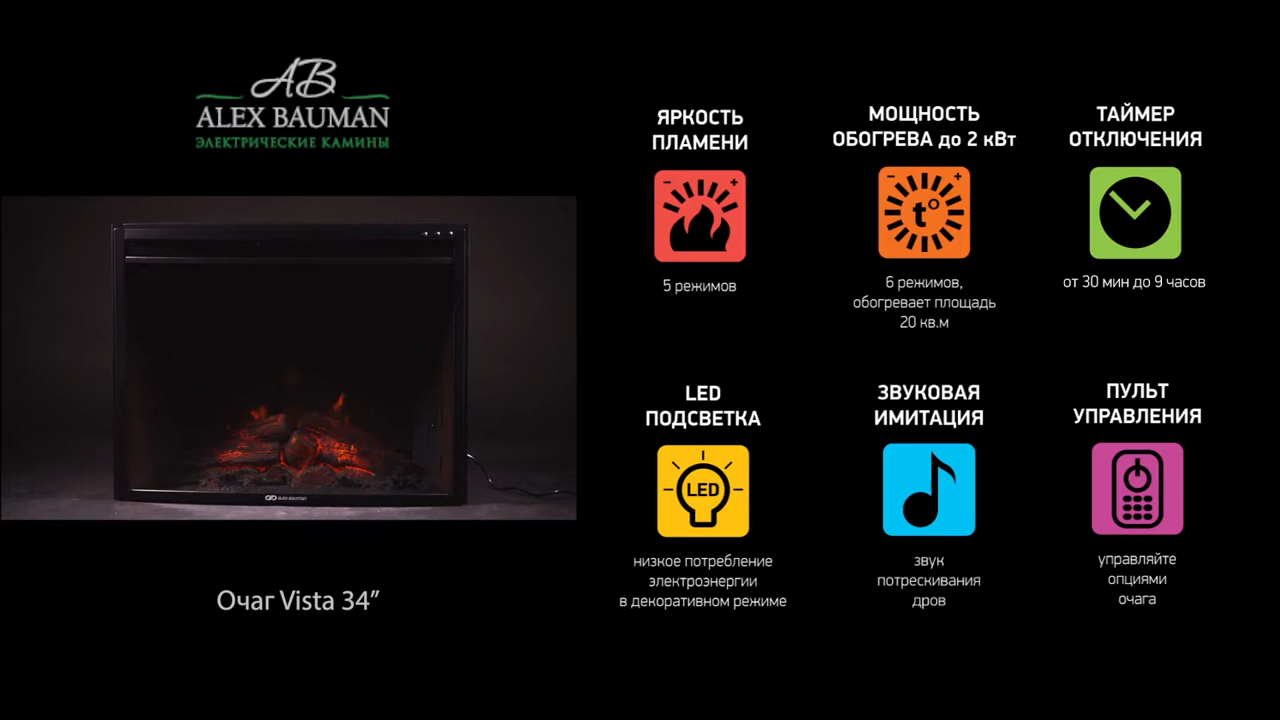 AB
ALEX BAUMAN
ЭЛЕКТРИЧЕСКИЕ КАМИНЫ
ALEX BAUMAN
Очаг Vista 34”
ЯРКОСТЬ
ПЛАМЕНИ
- +
5 режимов
МОЩНОСТЬ
ОБОГРЕВА до 2 кВт
- +
t°
6 режимов,
обогревает площадь
20 кв.м
ТАЙМЕР
ОТКЛЮЧЕНИЯ
от 30 мин до 9 часов
LED
ПОДСВЕТКА
LED
низкое потребление
электроэнергии
в декоративном режиме
ЗВУКОВАЯ
ИМИТАЦИЯ
звук
потрескивания
дров
ПУЛЬТ
УПРАВЛЕНИЯ
управляйте
опциями
очага